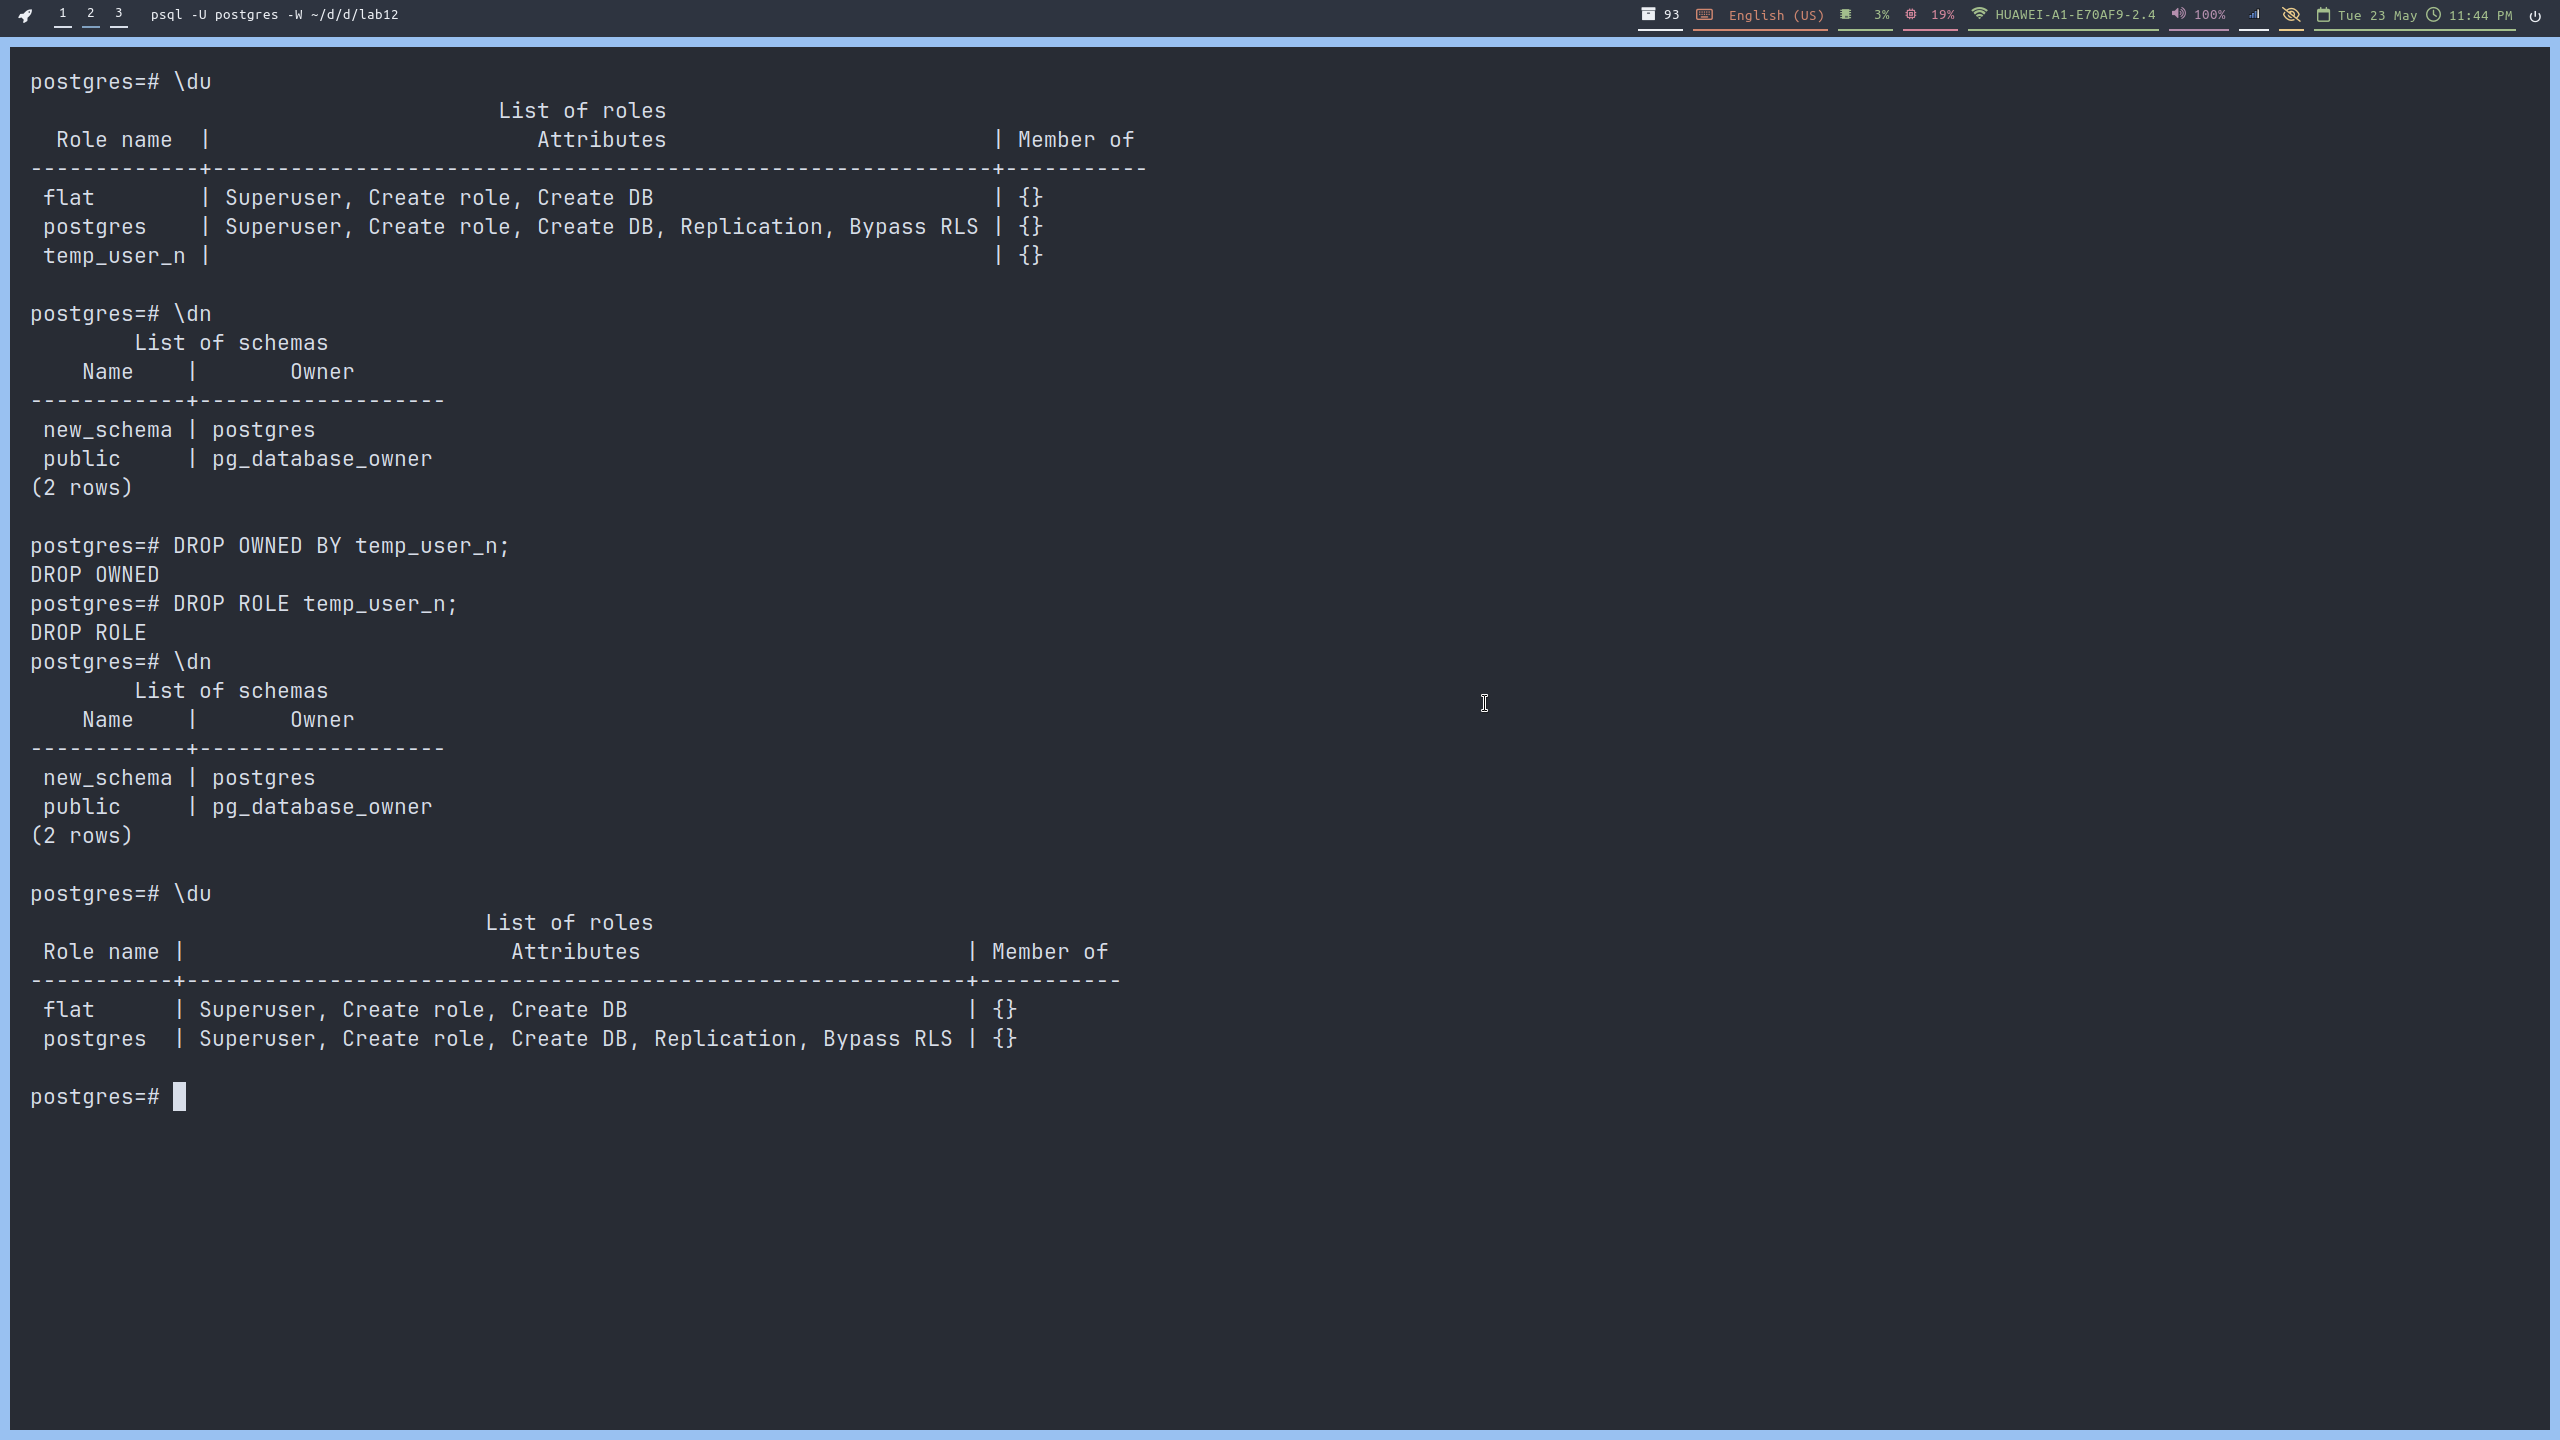 1 2 3 psql -U postgres -W ~/d/d/lab12 93 English (US) 3% 19% HUAWEI-A1-E70AF9-2.4 100% Tue 23 May 11:44 PM
postgres=# \du
                                    List of roles
  Role name  |                         Attributes                         | Member of
-------------+------------------------------------------------------------+-----------
 flat        | Superuser, Create role, Create DB                          | {}
 postgres    | Superuser, Create role, Create DB, Replication, Bypass RLS | {}
 temp_user_n |                                                            | {}

postgres=# \dn
        List of schemas
    Name    |       Owner
------------+-------------------
 new_schema | postgres
 public     | pg_database_owner
(2 rows)

postgres=# DROP OWNED BY temp_user_n;
DROP OWNED
postgres=# DROP ROLE temp_user_n;
DROP ROLE
postgres=# \dn
        List of schemas
    Name    |       Owner
------------+-------------------
 new_schema | postgres
 public     | pg_database_owner
(2 rows)

postgres=# \du
                                   List of roles
 Role name |                         Attributes                         | Member of
-----------+------------------------------------------------------------+-----------
 flat      | Superuser, Create role, Create DB                          | {}
 postgres  | Superuser, Create role, Create DB, Replication, Bypass RLS | {}

postgres=#